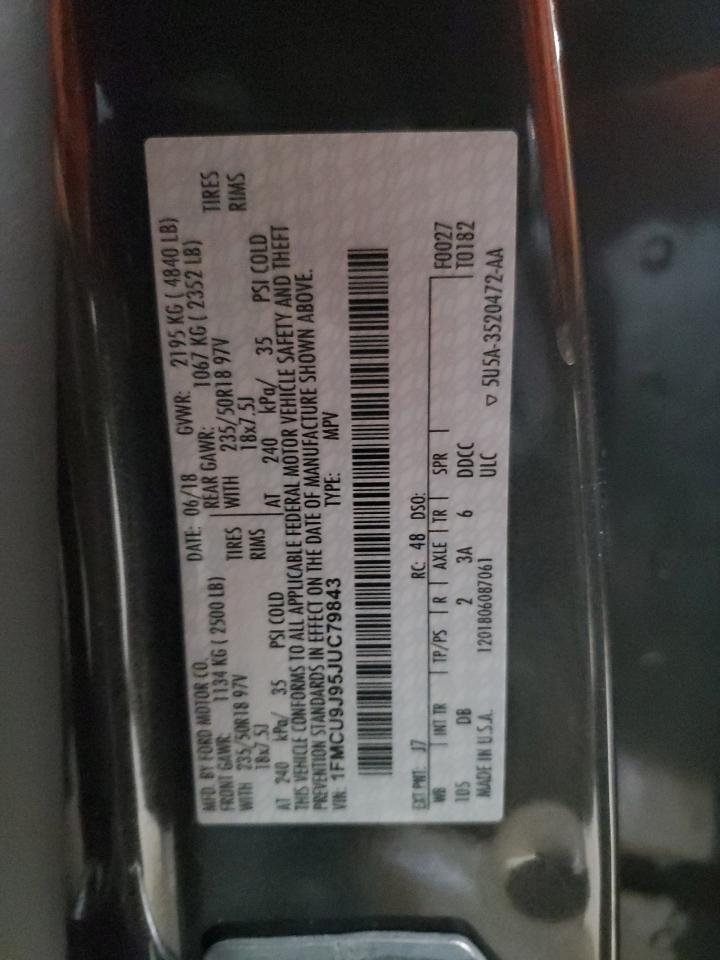 MFD. BY FORD MOTOR CO. DATE: 06/18 GVWR: 2195 KG ( 4840 LB)
FRONT GAWR: 1134 KG ( 2500 LB) REAR GAWR: 1067 KG ( 2352 LB)
WITH 235/50R18 97V TIRES WITH 235/50R18 97V TIRES
18x7.5J RIMS 18x7.5J RIMS
AT 240 kPa/ 35 PSI COLD AT 240 kPa/ 35 PSI COLD
THIS VEHICLE CONFORMS TO ALL APPLICABLE FEDERAL MOTOR VEHICLE SAFETY AND THEFT
PREVENTION STANDARDS IN EFFECT ON THE DATE OF MANUFACTURE SHOWN ABOVE.
VIN: 1FMCU9J95JUC79843 TYPE: MPV
EXT PNT: J7 RC: 48 DSO:
WB INT TR TP/PS R AXLE TR SPR F0027
105 DB 2 3A 6 DDCC T0182
MADE IN U.S.A. 1201806087061 ULC ▽ 5U5A-3520472-AA